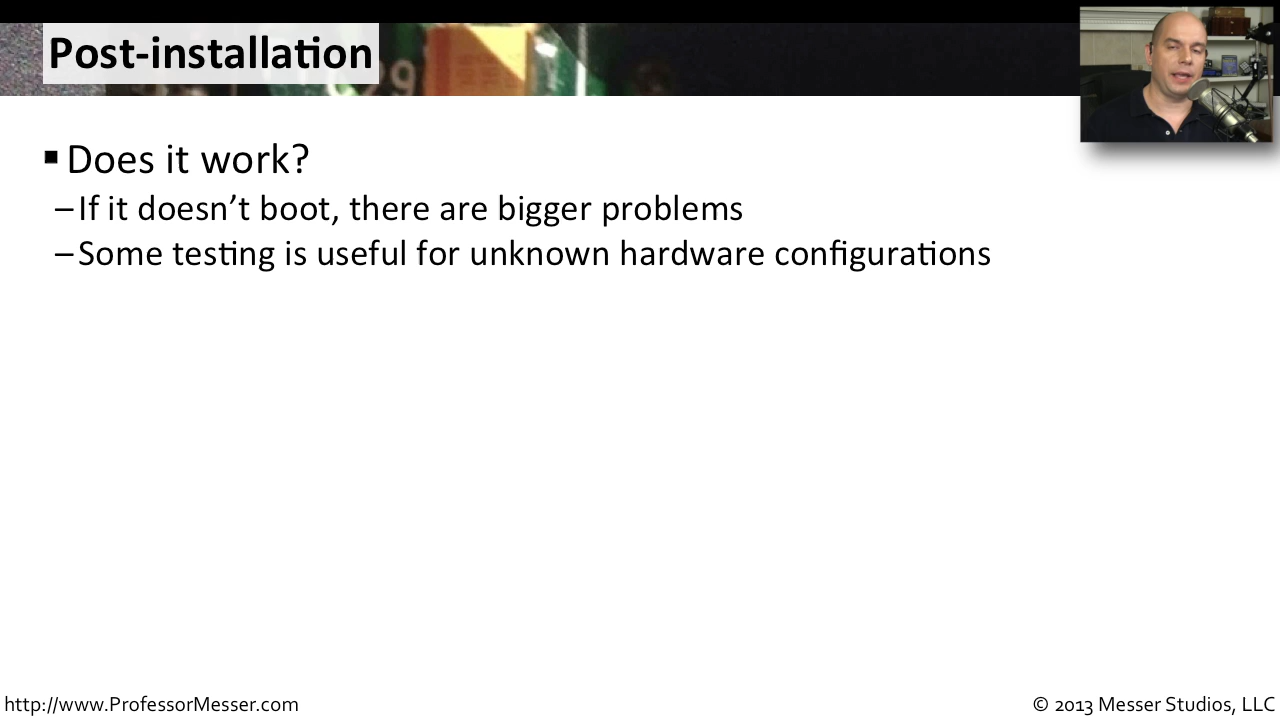 Post-installation
▪ Does it work?
– If it doesn’t boot, there are bigger problems
– Some testing is useful for unknown hardware configurations
http://www.ProfessorMesser.com
© 2013 Messer Studios, LLC